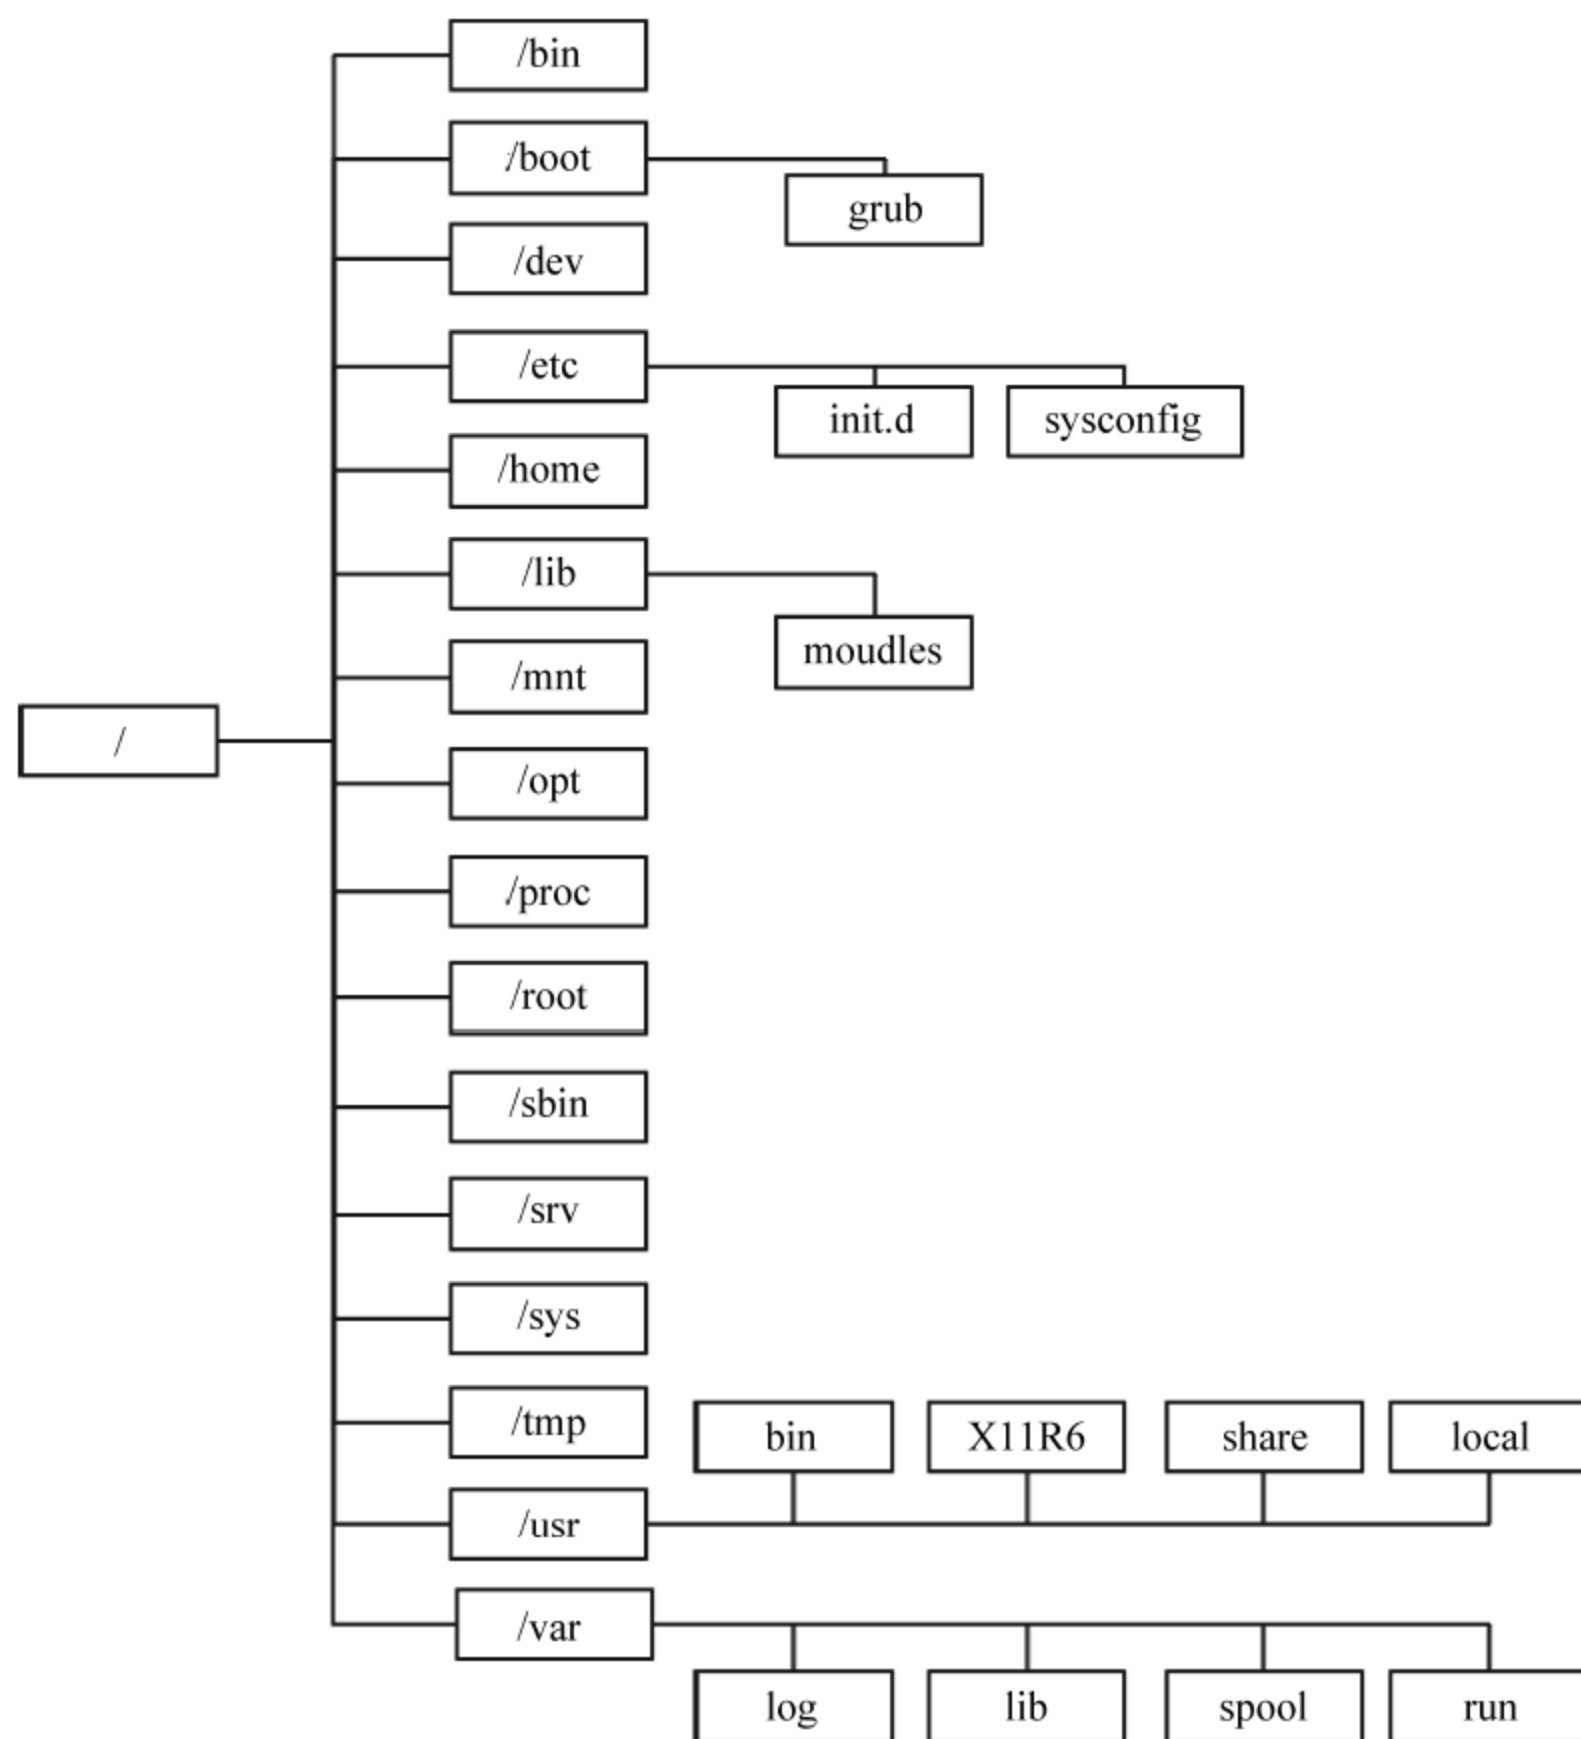 /bin
/boot
grub
/dev
/etc
init.d
sysconfig
/home
/lib
moudles
/mnt
/
/opt
/proc
/root
/sbin
/srv
/sys
/tmp
bin
X11R6
share
local
/usr
/var
log
lib
spool
run